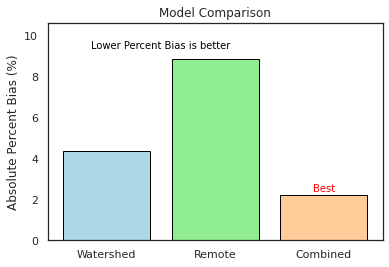 Model Comparison
Lower Percent Bias is better
Absolute Percent Bias (%)
10
8
6
4
2
0
Best
Watershed
Remote
Combined